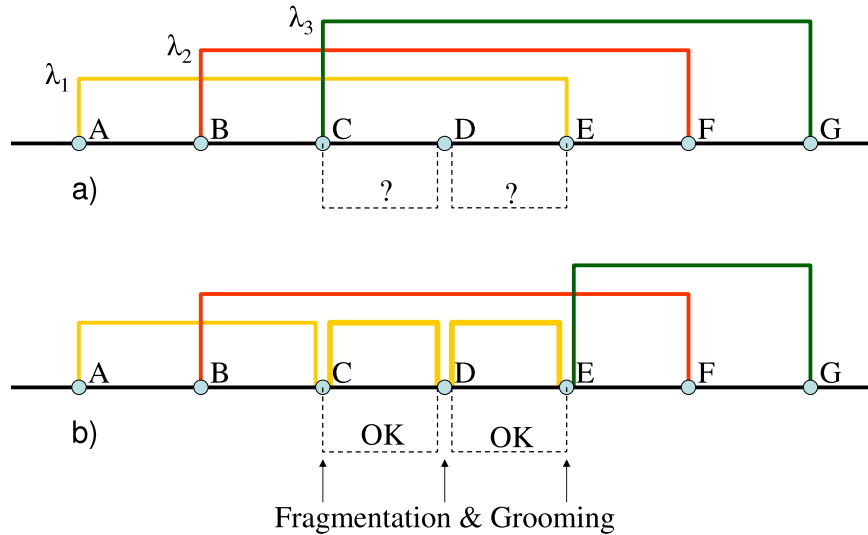 λ3
λ2
λ1
A B C D E F G
? ?
a)
A B C D E F G
OK OK
b)
Fragmentation & Grooming